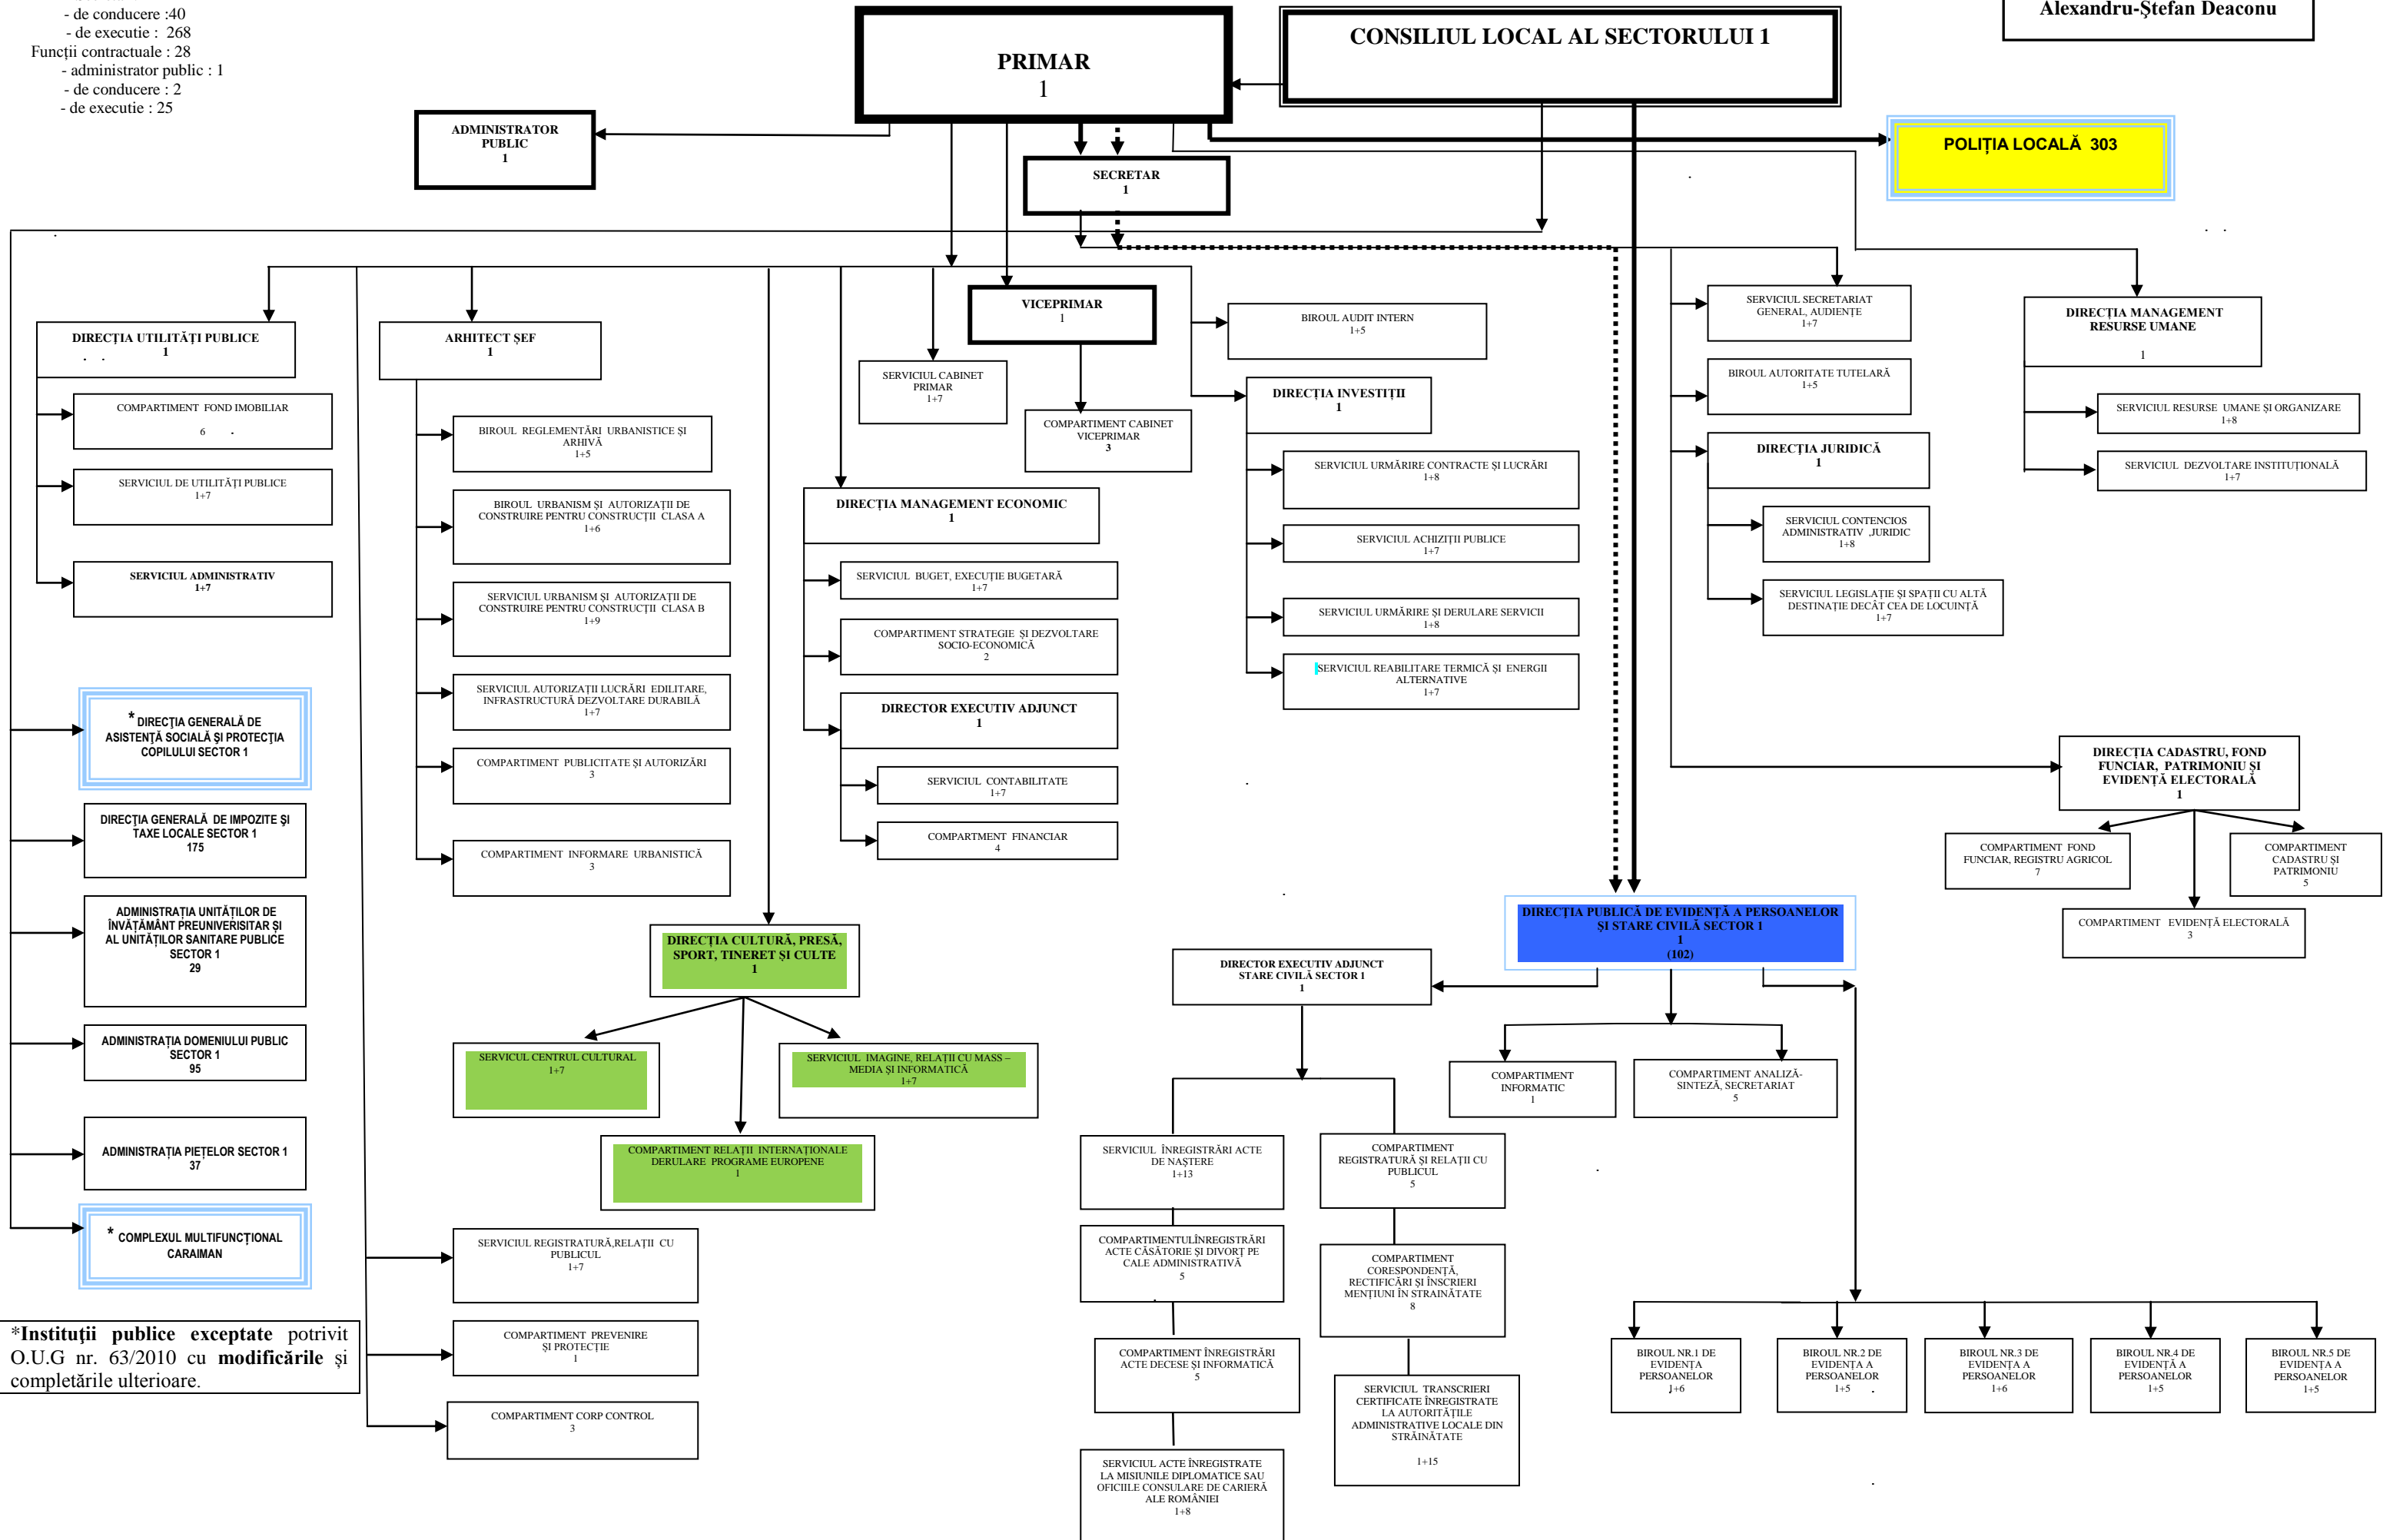 - de conducere :40
- de executie : 268
Funcții contractuale : 28
- administrator public : 1
- de conducere : 2
- de executie : 25
PRIMAR
1
CONSILIUL LOCAL AL SECTORULUI 1
Alexandru-Ștefan Deaconu
ADMINISTRATOR
PUBLIC
1
SECRETAR
1
POLIȚIA LOCALĂ 303
DIRECȚIA UTILITĂȚI PUBLICE
1
COMPARTIMENT FOND IMOBILIAR
6
SERVICIUL DE UTILITĂȚI PUBLICE
1+7
SERVICIUL ADMINISTRATIV
1+7
* DIRECŢIA GENERALĂ DE
ASISTENŢĂ SOCIALĂ ŞI PROTECŢIA
COPILULUI SECTOR 1
DIRECŢIA GENERALĂ DE IMPOZITE ŞI
TAXE LOCALE SECTOR 1
175
ADMINISTRAȚIA UNITĂȚILOR DE
ÎNVĂȚĂMÂNT PREUNIVERISITAR ȘI
AL UNITĂȚILOR SANITARE PUBLICE
SECTOR 1
29
ADMINISTRAȚIA DOMENIULUI PUBLIC
SECTOR 1
95
ADMINISTRAȚIA PIEȚELOR SECTOR 1
37
* COMPLEXUL MULTIFUNCȚIONAL
CARAIMAN
*Instituţii publice exceptate potrivit
O.U.G nr. 63/2010 cu modificările și
completările ulterioare.
ARHITECT ȘEF
1
BIROUL REGLEMENTĂRI URBANISTICE ȘI
ARHIVĂ
1+5
BIROUL URBANISM ȘI AUTORIZAȚII DE
CONSTRUIRE PENTRU CONSTRUCȚII CLASA A
1+6
SERVICIUL URBANISM ȘI AUTORIZAȚII DE
CONSTRUIRE PENTRU CONSTRUCȚII CLASA B
1+9
SERVICIUL AUTORIZAȚII LUCRĂRI EDILITARE,
INFRASTRUCTURĂ DEZVOLTARE DURABILĂ
1+7
COMPARTIMENT PUBLICITATE ȘI AUTORIZĂRI
3
COMPARTIMENT INFORMARE URBANISTICĂ
3
DIRECȚIA CULTURĂ, PRESĂ,
SPORT, TINERET ȘI CULTE
1
SERVICUL CENTRUL CULTURAL
1+7
SERVICIUL IMAGINE, RELAȚII CU MASS –
MEDIA ȘI INFORMATICĂ
1+7
COMPARTIMENT RELAȚII INTERNAȚIONALE
DERULARE PROGRAME EUROPENE
1
SERVICIUL REGISTRATURĂ,RELAȚII CU
PUBLICUL
1+7
COMPARTIMENT PREVENIRE
ȘI PROTECȚIE
1
COMPARTIMENT CORP CONTROL
3
SERVICIUL CABINET
PRIMAR
1+7
VICEPRIMAR
1
COMPARTIMENT CABINET
VICEPRIMAR
3
DIRECȚIA MANAGEMENT ECONOMIC
1
SERVICIUL BUGET, EXECUȚIE BUGETARĂ
1+7
COMPARTIMENT STRATEGIE ȘI DEZVOLTARE
SOCIO-ECONOMICĂ
2
DIRECTOR EXECUTIV ADJUNCT
1
SERVICIUL CONTABILITATE
1+7
COMPARTMENT FINANCIAR
4
BIROUL AUDIT INTERN
1+5
DIRECȚIA INVESTIȚII
1
SERVICIUL URMĂRIRE CONTRACTE ȘI LUCRĂRI
1+8
SERVICIUL ACHIZIȚII PUBLICE
1+7
SERVICIUL URMĂRIRE ȘI DERULARE SERVICII
1+8
SERVICIUL REABILITARE TERMICĂ ȘI ENERGII
ALTERNATIVE
1+7
SERVICIUL SECRETARIAT
GENERAL, AUDIENȚE
1+7
BIROUL AUTORITATE TUTELARĂ
1+5
DIRECȚIA JURIDICĂ
1
SERVICIUL CONTENCIOS
ADMINISTRATIV ,JURIDIC
1+8
SERVICIUL LEGISLAȚIE ȘI SPAȚII CU ALTĂ
DESTINAȚIE DECÂT CEA DE LOCUINȚĂ
1+7
DIRECȚIA MANAGEMENT
RESURSE UMANE
1
SERVICIUL RESURSE UMANE ȘI ORGANIZARE
1+8
SERVICIUL DEZVOLTARE INSTITUȚIONALĂ
1+7
DIRECȚIA CADASTRU, FOND
FUNCIAR, PATRIMONIU ȘI
EVIDENȚĂ ELECTORALĂ
1
COMPARTIMENT FOND
FUNCIAR, REGISTRU AGRICOL
7
COMPARTIMENT
CADASTRU ȘI
PATRIMONIU
5
COMPARTIMENT EVIDENȚĂ ELECTORALĂ
3
DIRECȚIA PUBLICĂ DE EVIDENȚĂ A PERSOANELOR
ȘI STARE CIVILĂ SECTOR 1
1
(102)
DIRECTOR EXECUTIV ADJUNCT
STARE CIVILĂ SECTOR 1
1
COMPARTIMENT
INFORMATIC
1
COMPARTIMENT ANALIZĂ-
SINTEZĂ, SECRETARIAT
5
SERVICIUL ÎNREGISTRĂRI ACTE
DE NAȘTERE
1+13
COMPARTIMENTULÎNREGISTRĂRI
ACTE CĂSĂTORIE ȘI DIVORȚ PE
CALE ADMINISTRATIVĂ
5
COMPARTIMENT ÎNREGISTRĂRI
ACTE DECESE ȘI INFORMATICĂ
5
SERVICIUL ACTE ÎNREGISTRATE
LA MISIUNILE DIPLOMATICE SAU
OFICIILE CONSULARE DE CARIERĂ
ALE ROMÂNIEI
1+8
COMPARTIMENT
REGISTRATURĂ ȘI RELAȚII CU
PUBLICUL
5
COMPARTIMENT
CORESPONDENȚĂ,
RECTIFICĂRI ȘI ÎNSCRIERI
MENȚIUNI ÎN STRAINĂTATE
8
SERVICIUL TRANSCRIERI
CERTIFICATE ÎNREGISTRATE
LA AUTORITĂȚILE
ADMINISTRATIVE LOCALE DIN
STRĂINĂTATE
1+15
BIROUL NR.1 DE
EVIDENȚA
PERSOANELOR
1+6
BIROUL NR.2 DE
EVIDENȚA A
PERSOANELOR
1+5
BIROUL NR.3 DE
EVIDENȚA A
PERSOANELOR
1+6
BIROUL NR.4 DE
EVIDENȚĂ A
PERSOANELOR
1+5
BIROUL NR.5 DE
EVIDENȚA A
PERSOANELOR
1+5